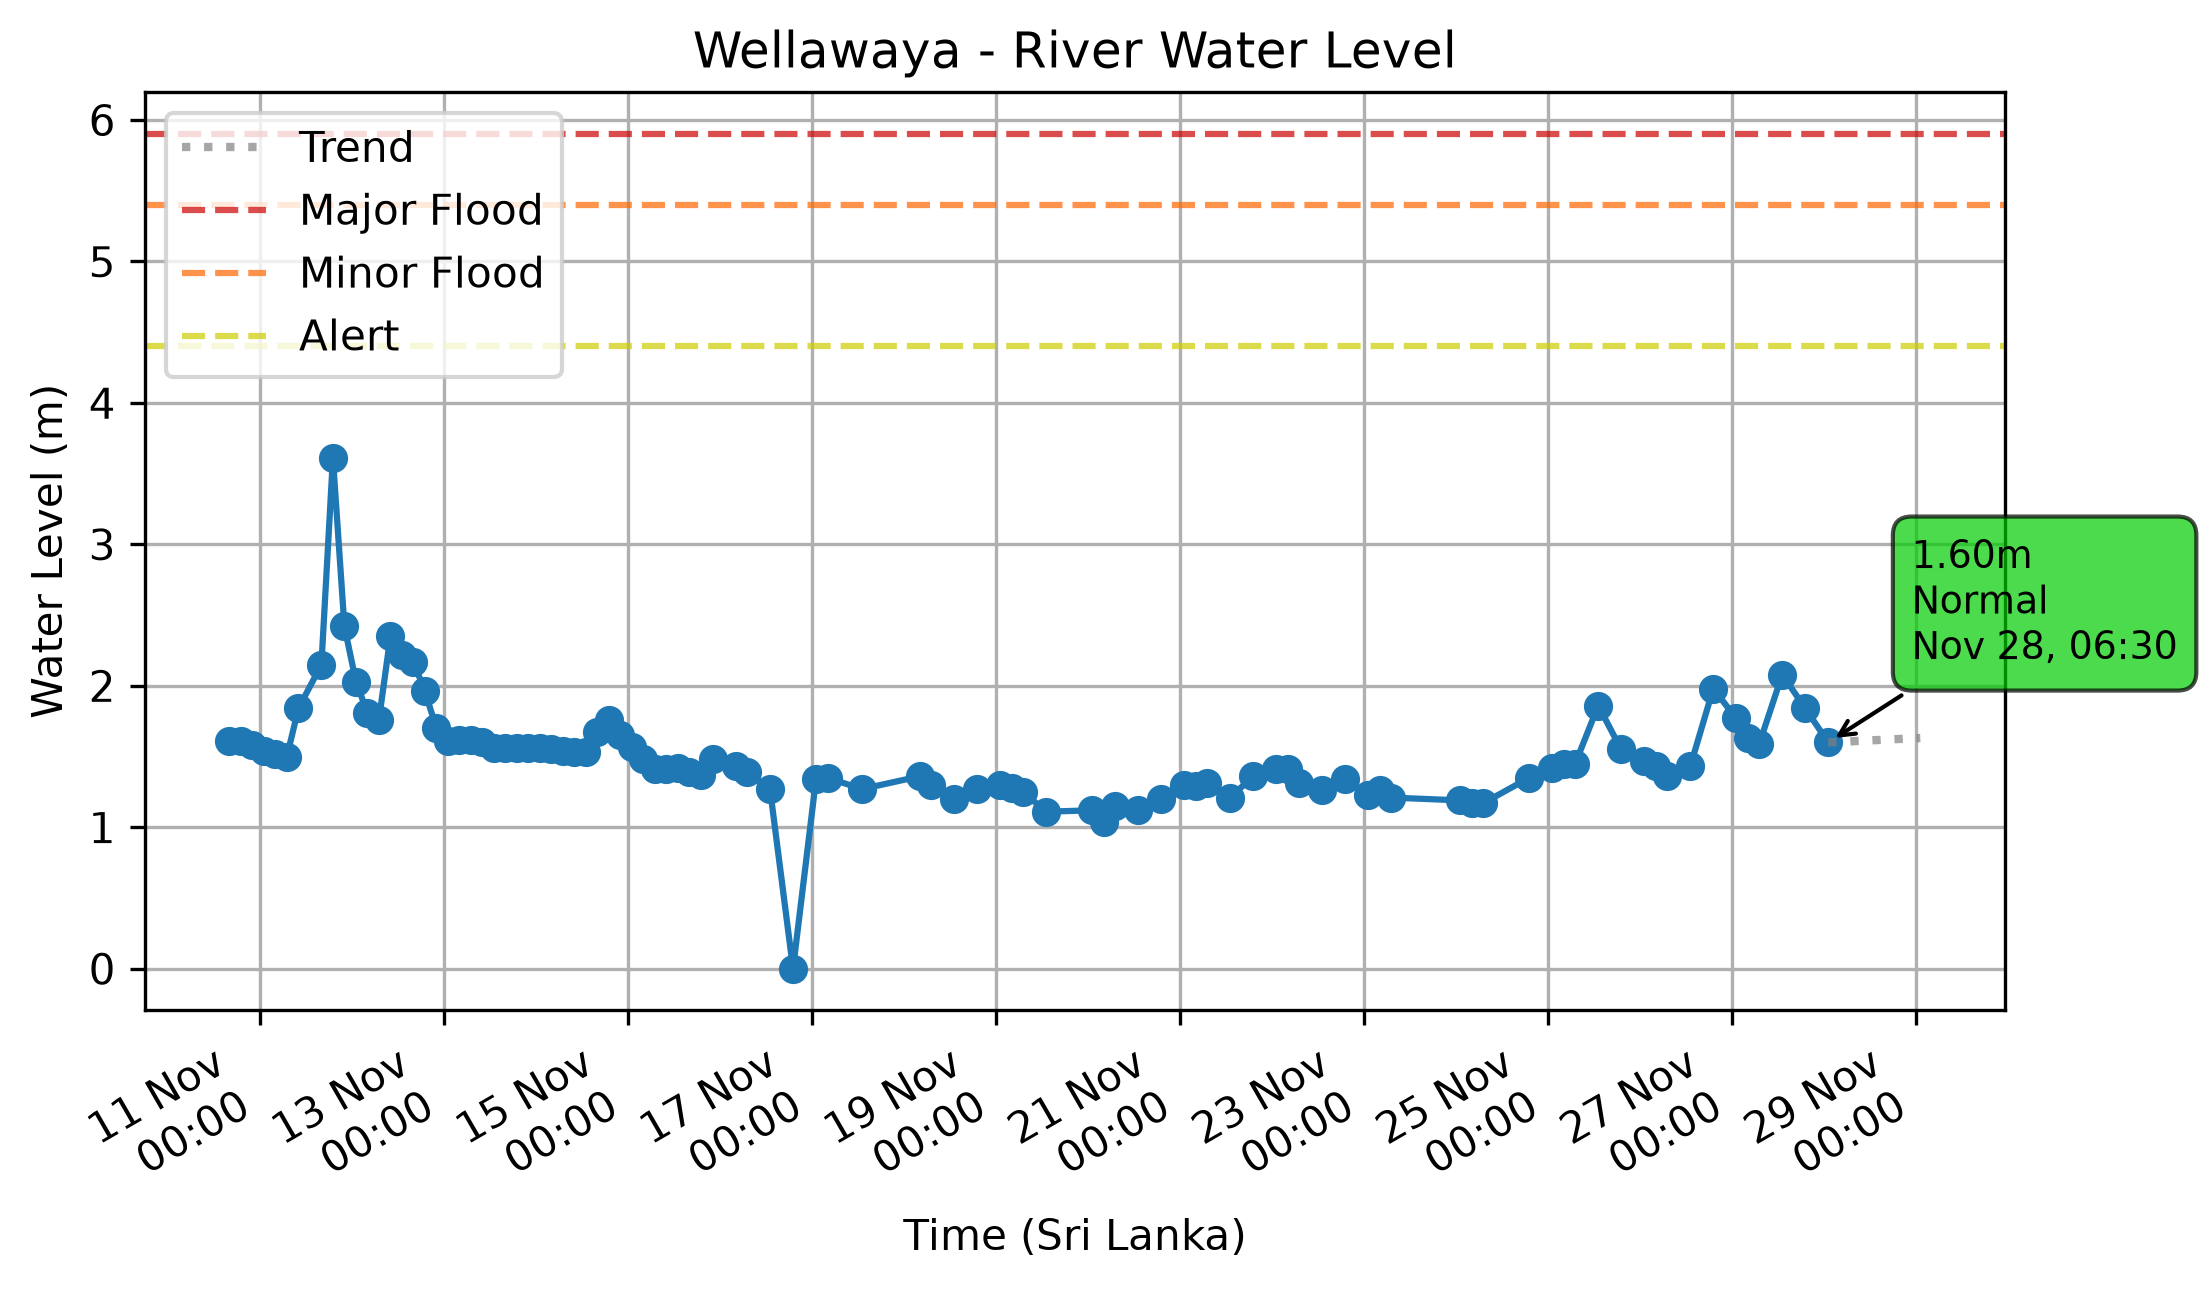 Wellawaya - River Water Level
6
5
4
3
2
1
0
Water Level (m)
Trend
Major Flood
Minor Flood
Alert
1.60m
Normal
Nov 28, 06:30
11 Nov
00:00
13 Nov
00:00
15 Nov
00:00
17 Nov
00:00
19 Nov
00:00
21 Nov
00:00
23 Nov
00:00
25 Nov
00:00
27 Nov
00:00
29 Nov
00:00
Time (Sri Lanka)